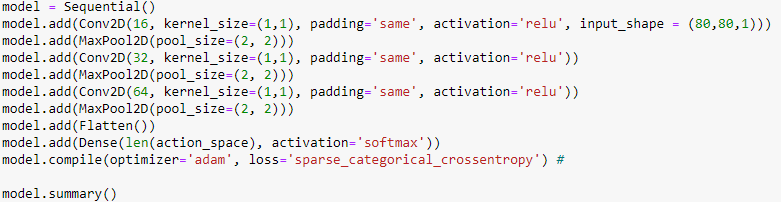 model = Sequential()
model.add(Conv2D(16, kernel_size=(1,1), padding='same', activation='relu', input_shape = (80,80,1)))
model.add(MaxPool2D(pool_size=(2, 2)))
model.add(Conv2D(32, kernel_size=(1,1), padding='same', activation='relu'))
model.add(MaxPool2D(pool_size=(2, 2)))
model.add(Conv2D(64, kernel_size=(1,1), padding='same', activation='relu'))
model.add(MaxPool2D(pool_size=(2, 2)))
model.add(Flatten())
model.add(Dense(len(action_space), activation='softmax'))
model.compile(optimizer='adam', loss='sparse_categorical_crossentropy') #
model.summary()